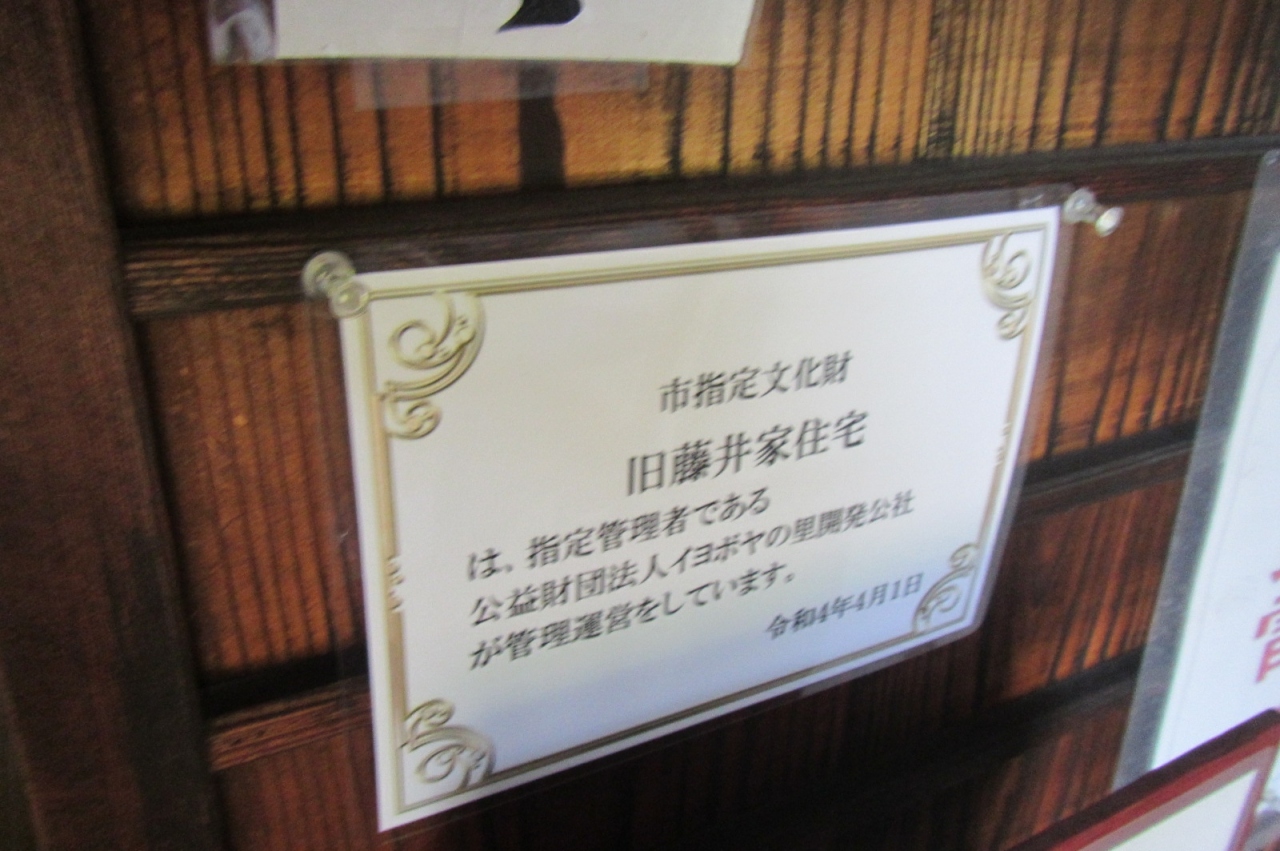 市指定文化財
旧藤井家住宅
は、指定管理者である
公益財団法人イヨボヤの里開発公社
が管理運営をしています。
令和4年4月1日